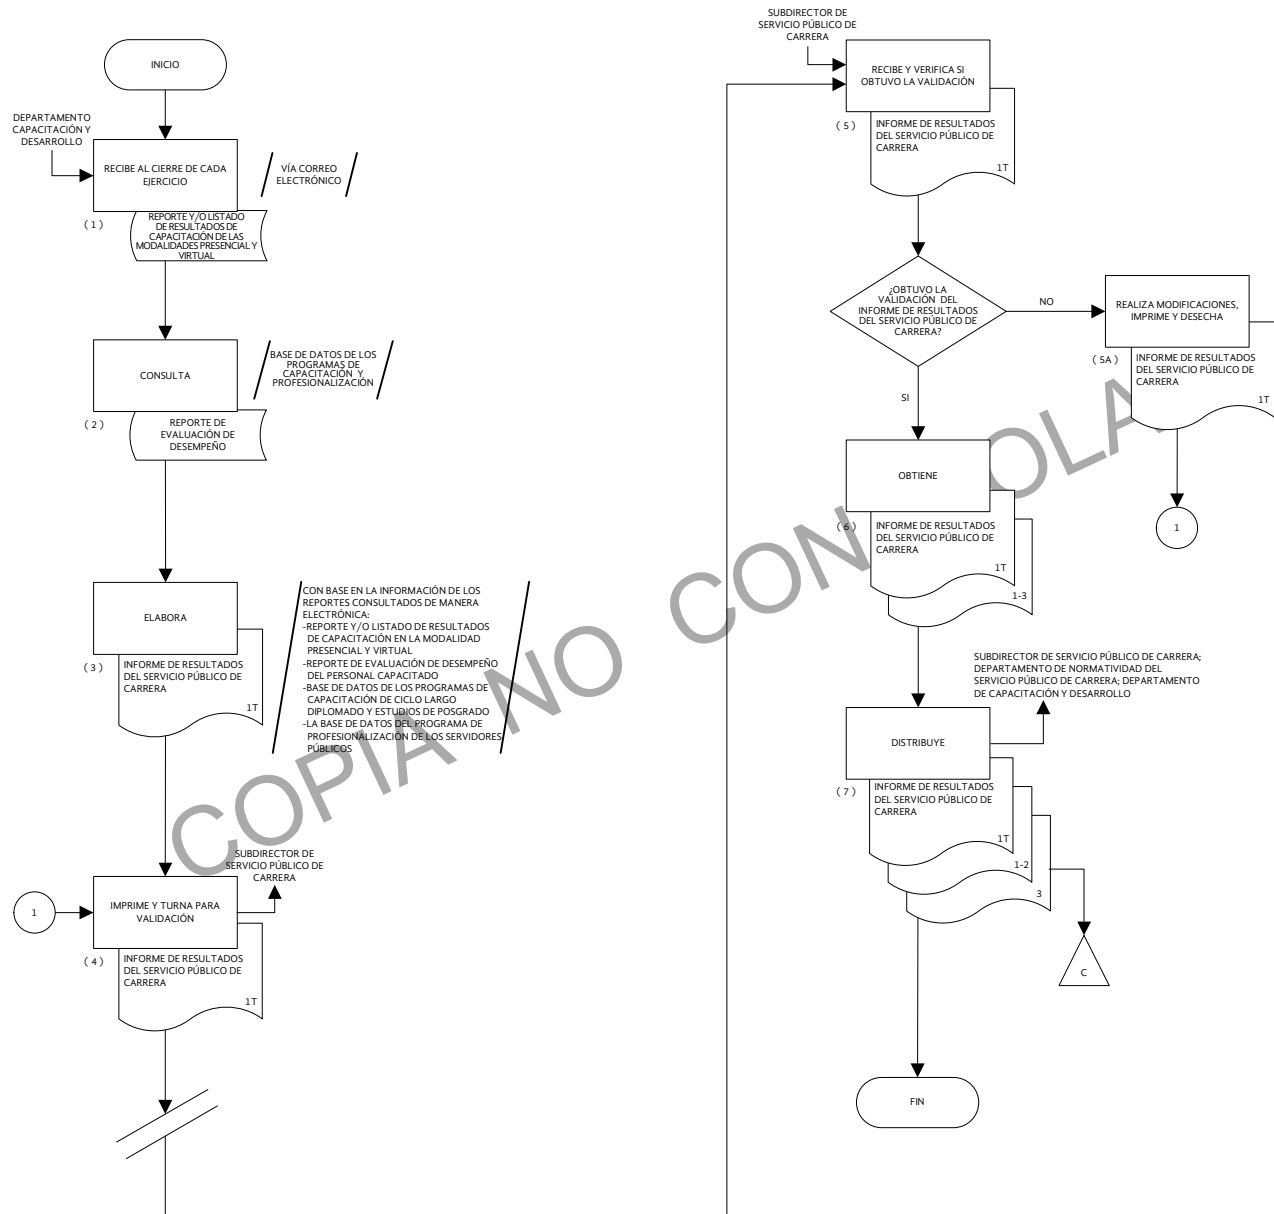 INICIO
DEPARTAMENTO
CAPACITACIÓN Y
DESARROLLO
RECIBE AL CIERRE DE CADA
EJERCICIO
VÍA CORREO
ELECTRÓNICO
( 1 )
REPORTE Y/O LISTADO
DE RESULTADOS DE
CAPACITACIÓN DE LAS
MODALIDADES PRESENCIAL Y
VIRTUAL
CONSULTA
BASE DE DATOS DE LOS
PROGRAMAS DE
CAPACITACIÓN Y
PROFESIONALIZACIÓN
( 2 )
REPORTE DE
EVALUACIÓN DE
DESEMPEÑO
ELABORA
( 3 )
INFORME DE RESULTADOS
DEL SERVICIO PÚBLICO DE
CARRERA
1T
CON BASE EN LA INFORMACIÓN DE LOS
REPORTES CONSULTADOS DE MANERA
ELECTRÓNICA:
-REPORTE Y/O LISTADO DE RESULTADOS
DE CAPACITACIÓN EN LA MODALIDAD
PRESENCIAL Y VIRTUAL
-REPORTE DE EVALUACIÓN DE DESEMPEÑO
DEL PERSONAL CAPACITADO
-BASE DE DATOS DE LOS PROGRAMAS DE
CAPACITACIÓN DE CICLO LARGO
DIPLOMADO Y ESTUDIOS DE POSGRADO
-LA BASE DE DATOS DEL PROGRAMA DE
PROFESIONALIZACIÓN DE LOS SERVIDORES
PÚBLICOS
SUBDIRECTOR DE
SERVICIO PÚBLICO DE
CARRERA
1
IMPRIME Y TURNA PARA
VALIDACIÓN
( 4 )
INFORME DE RESULTADOS
DEL SERVICIO PÚBLICO DE
CARRERA
1T
SUBDIRECTOR DE
SERVICIO PÚBLICO DE
CARRERA
RECIBE Y VERIFICA SI
OBTUVO LA VALIDACIÓN
( 5 )
INFORME DE RESULTADOS
DEL SERVICIO PÚBLICO DE
CARRERA
1T
¿OBTUVO LA
VALIDACIÓN DEL
INFORME DE RESULTADOS
DEL SERVICIO PÚBLICO DE
CARRERA?
NO
REALIZA MODIFICACIONES,
IMPRIME Y DESECHA
( 5A )
INFORME DE RESULTADOS
DEL SERVICIO PÚBLICO DE
CARRERA
1T
1
SI
OBTIENE
( 6 )
INFORME DE RESULTADOS
DEL SERVICIO PÚBLICO DE
CARRERA
1T
1-3
SUBDIRECTOR DE SERVICIO PÚBLICO DE CARRERA;
DEPARTAMENTO DE NORMATIVIDAD DEL
SERVICIO PÚBLICO DE CARRERA; DEPARTAMENTO
DE CAPACITACIÓN Y DESARROLLO
DISTRIBUYE
( 7 )
INFORME DE RESULTADOS
DEL SERVICIO PÚBLICO DE
CARRERA
1T
1-2
3
C
FIN
COPIA NO